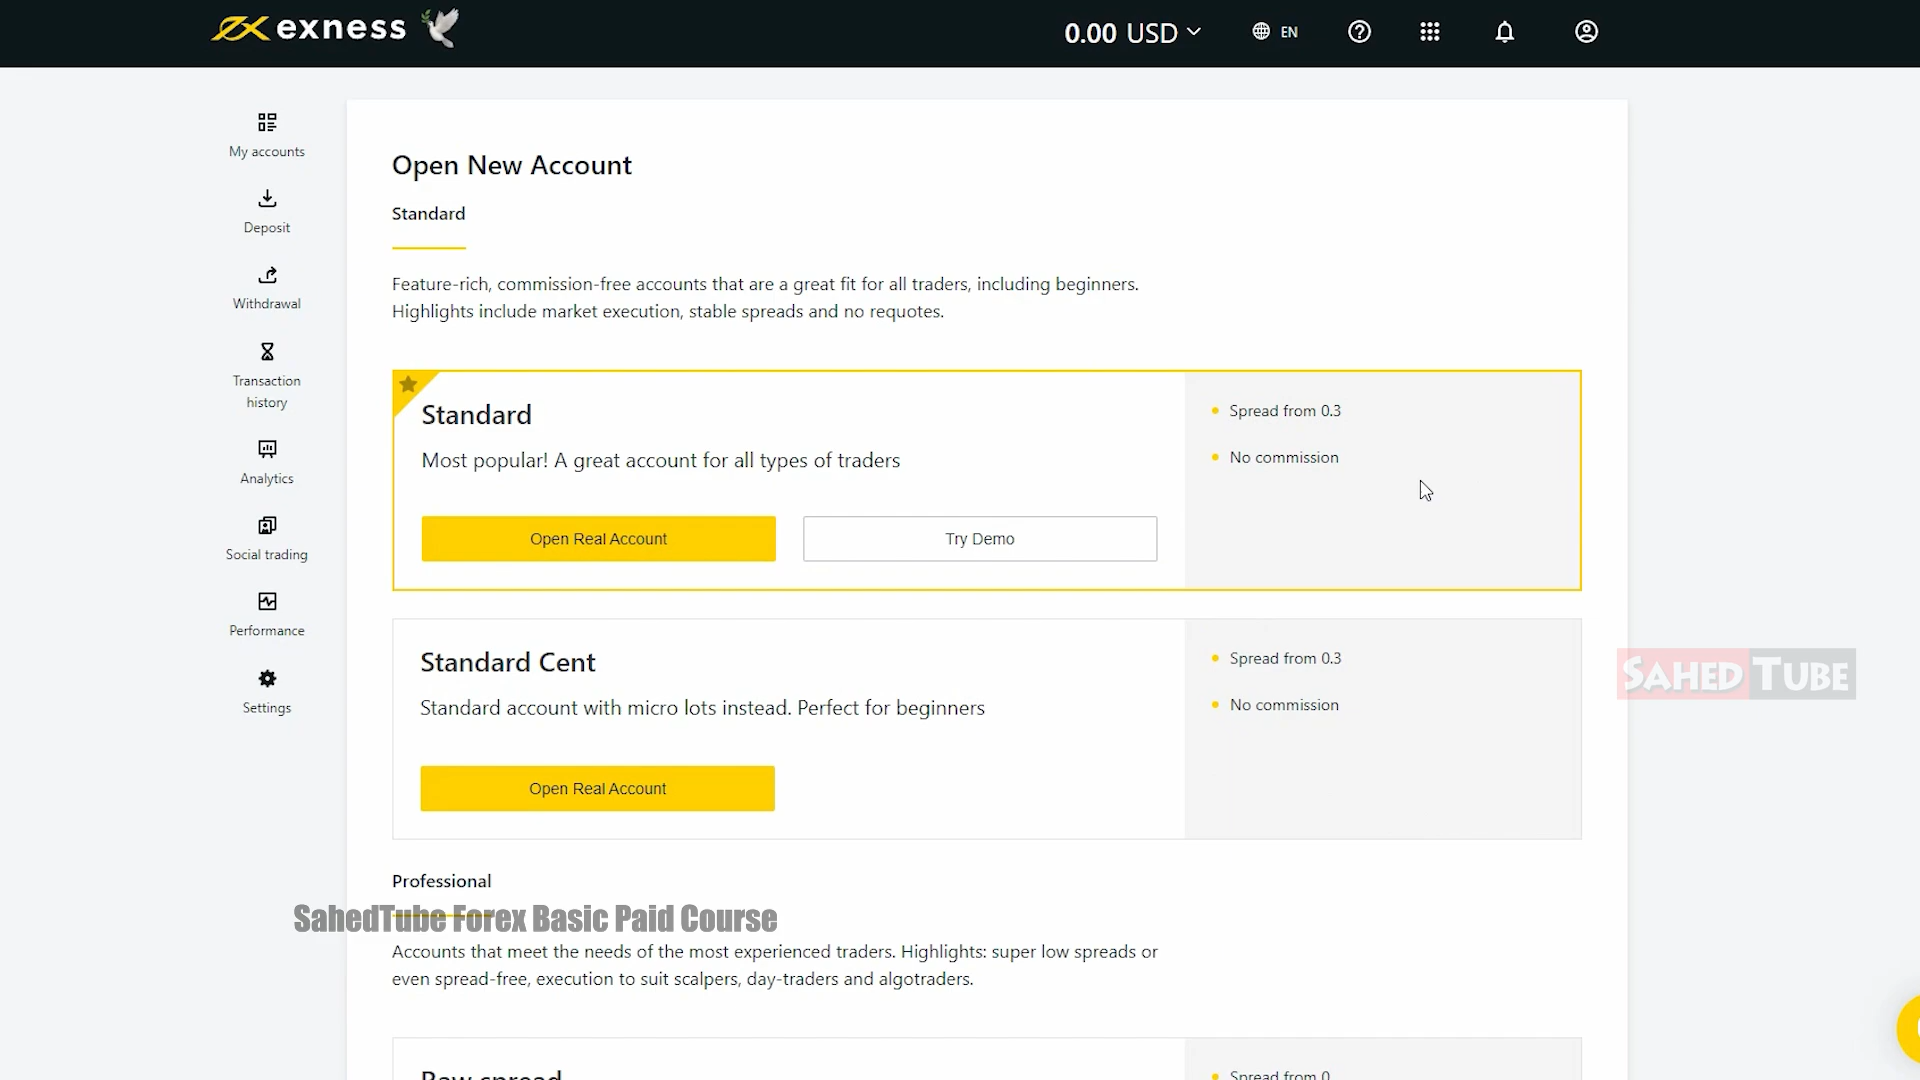 exness
0.00 USD
EN
My accounts
Deposit
Withdrawal
Transaction
history
Analytics
Social trading
Performance
Settings
Open New Account
Standard
Feature-rich, commission-free accounts that are a great fit for all traders, including beginners.
Highlights include market execution, stable spreads and no requotes.
Standard
Most popular! A great account for all types of traders
Open Real Account
Try Demo
Spread from 0.3
No commission
Standard Cent
Standard account with micro lots instead. Perfect for beginners
Open Real Account
Spread from 0.3
No commission
SAHED TUBE
Professional
SahedTube Forex Basic Paid Course
Accounts that meet the needs of the most experienced traders. Highlights: super low spreads or
even spread-free, execution to suit scalpers, day-traders and algotraders.
Raw spread
Spread from 0